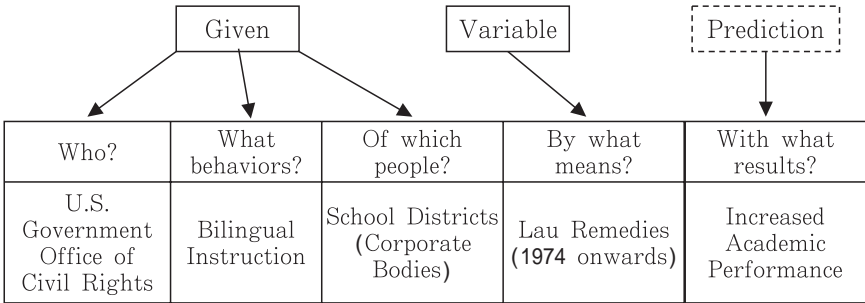 Given Variable Prediction
Who? What behaviors? Of which people? By what means? With what results?
U.S.
Government
Office of
Civil Rights
Bilingual
Instruction
School Districts
(Corporate
Bodies)
Lau Remedies
(1974 onwards)
Increased
Academic
Performance